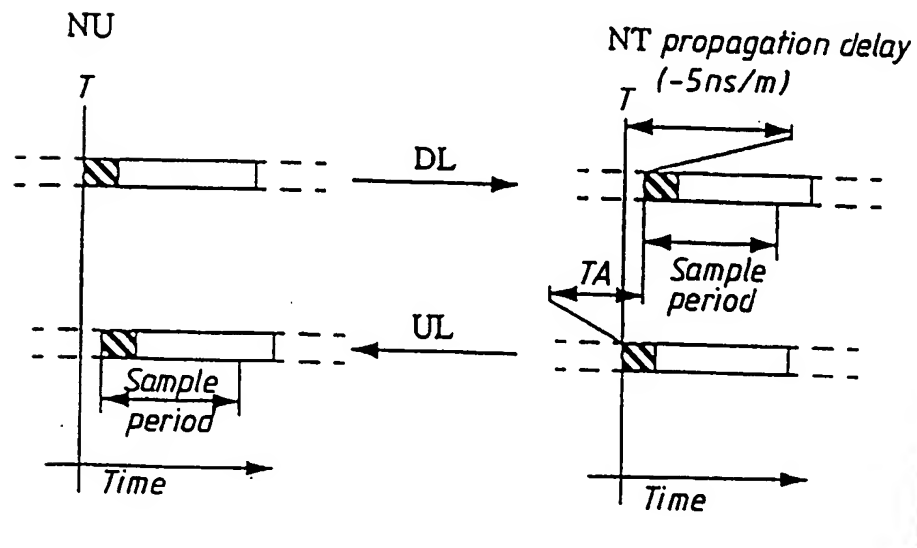 NU
NT propagation delay
(-5ns/m)
T
T
DL
TA
Sample
period
UL
Sample
period
Time
Time